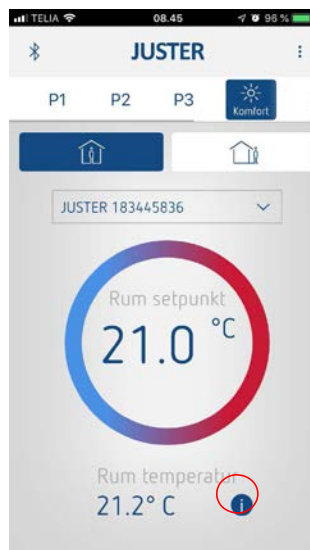 TELIA 08.45 96 %
JUSTER
P1 P2 P3 Komfort
JUSTER 183445836
Rum setpunkt
21.0 °C
Rum temperatur
21.2° C
i